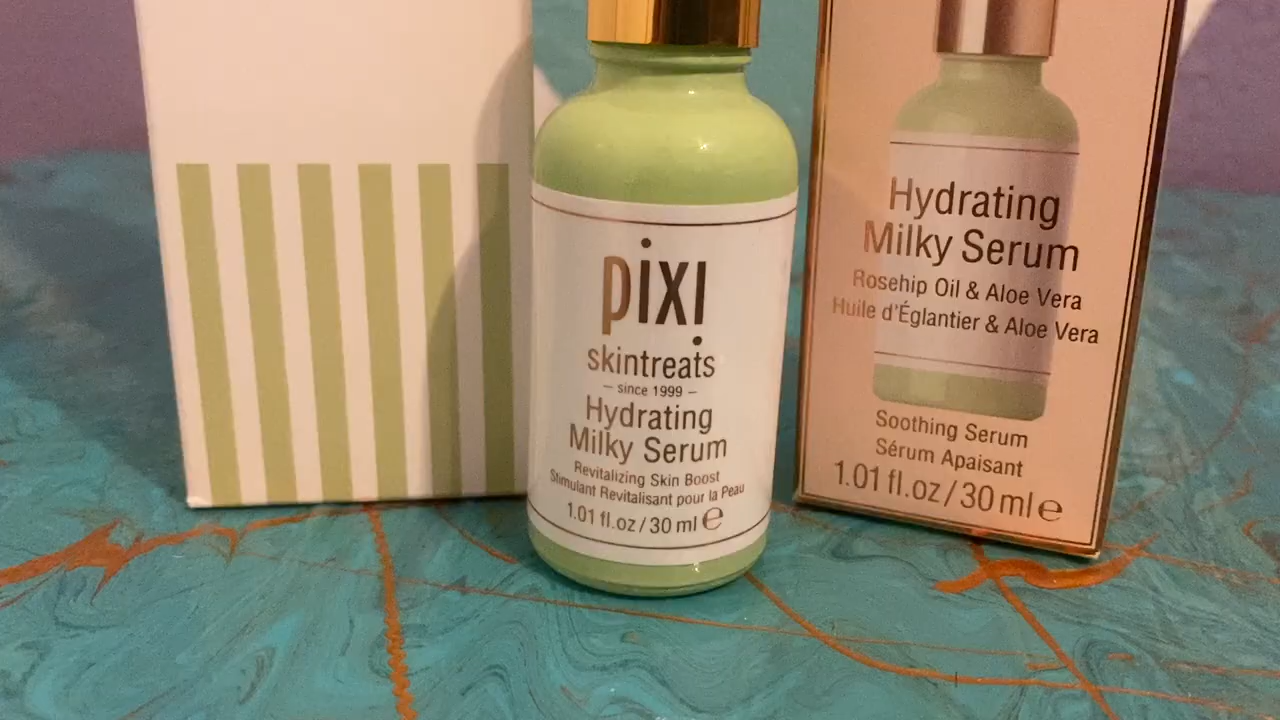 pixi
skintreats
– since 1999 –
Hydrating
Milky Serum
Revitalizing Skin Boost
Stimulant Revitalisant pour la Peau
1.01 fl.oz / 30 ml ℮
Hydrating
Milky Serum
Rosehip Oil & Aloe Vera
Huile d'Églantier & Aloe Vera
Soothing Serum
Sérum Apaisant
1.01 fl.oz / 30 ml ℮